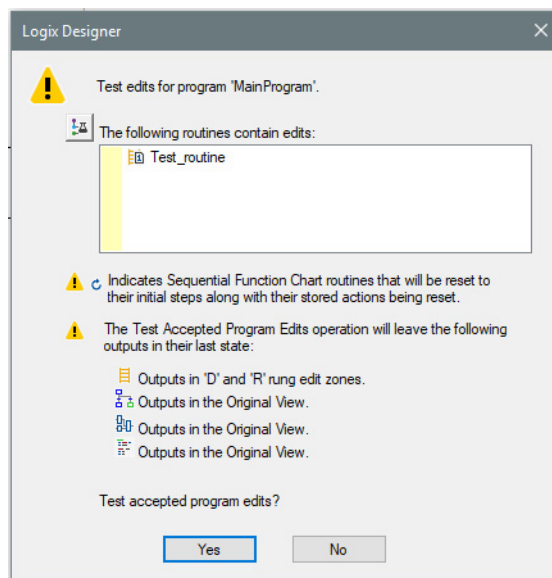 Logix Designer
Test edits for program 'MainProgram'.
The following routines contain edits:
Test_routine
Indicates Sequential Function Chart routines that will be reset to
their initial steps along with their stored actions being reset.
The Test Accepted Program Edits operation will leave the following
outputs in their last state:
Outputs in 'D' and 'R' rung edit zones.
Outputs in the Original View.
Outputs in the Original View.
Outputs in the Original View.
Test accepted program edits?
Yes
No